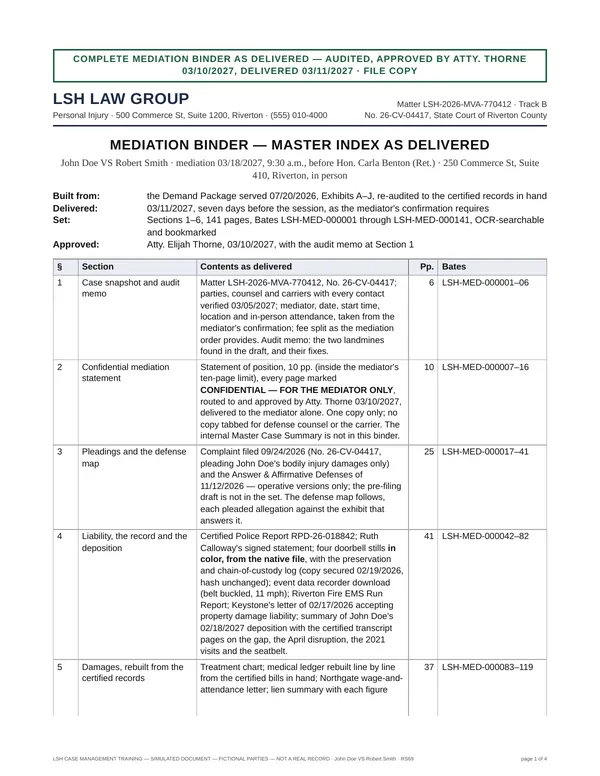 COMPLETE MEDIATION BINDER AS DELIVERED — AUDITED, APPROVED BY ATTY. THORNE
03/10/2027, DELIVERED 03/11/2027 · FILE COPY
LSH LAW GROUP
Personal Injury · 500 Commerce St, Suite 1200, Riverton · (555) 010-4000
Matter LSH-2026-MVA-770412 · Track B
No. 26-CV-04417, State Court of Riverton County
MEDIATION BINDER — MASTER INDEX AS DELIVERED
John Doe VS Robert Smith · mediation 03/18/2027, 9:30 a.m., before Hon. Carla Benton (Ret.) · 250 Commerce St, Suite
410, Riverton, in person
Built from: the Demand Package served 07/20/2026, Exhibits A–J, re-audited to the certified records in hand
Delivered: 03/11/2027, seven days before the session, as the mediator's confirmation requires
Set: Sections 1–6, 141 pages, Bates LSH-MED-000001 through LSH-MED-000141, OCR-searchable
and bookmarked
Approved: Atty. Elijah Thorne, 03/10/2027, with the audit memo at Section 1
§ Section Contents as delivered Pp. Bates
1 Case snapshot and audit memo
Matter LSH-2026-MVA-770412, No. 26-CV-04417;
parties, counsel and carriers with every contact
verified 03/05/2027; mediator, date, start time,
location and in-person attendance, taken from the
mediator's confirmation; fee split as the mediation
order provides. Audit memo: the two landmines
found in the draft, and their fixes.
6 LSH-MED-000001–06
2 Confidential mediation statement
Statement of position, 10 pp. (inside the mediator's
ten-page limit), every page marked
CONFIDENTIAL — FOR THE MEDIATOR ONLY,
routed to and approved by Atty. Thorne 03/10/2027,
delivered to the mediator alone. One copy only; no
copy tabbed for defense counsel or the carrier. The
internal Master Case Summary is not in this binder.
10 LSH-MED-000007–16
3 Pleadings and the defense map
Complaint filed 09/24/2026 (No. 26-CV-04417,
pleading John Doe's bodily injury damages only)
and the Answer & Affirmative Defenses of
11/12/2026 — operative versions only; the pre-filing
draft is not in the set. The defense map follows,
each pleaded allegation against the exhibit that
answers it.
25 LSH-MED-000017–41
4 Liability, the record and the deposition
Certified Police Report RPD-26-018842; Ruth
Calloway's signed statement; four doorbell stills in
color, from the native file, with the preservation
and chain-of-custody log (copy secured 02/19/2026,
hash unchanged); event data recorder download
(belt buckled, 11 mph); Riverton Fire EMS Run
Report; Keystone's letter of 02/17/2026 accepting
property damage liability; summary of John Doe's
02/18/2027 deposition with the certified transcript
pages on the gap, the April disruption, the 2021
visits and the seatbelt.
41 LSH-MED-000042–82
5 Damages, rebuilt from the certified records
Treatment chart; medical ledger rebuilt line by line
from the certified bills in hand; Northgate wage-and-
attendance letter; lien summary with each figure
37 LSH-MED-000083–119
LSH CASE MANAGEMENT TRAINING — SIMULATED DOCUMENT — FICTIONAL PARTIES — NOT A REAL RECORD · John Doe VS Robert Smith · RS69
page 1 of 4